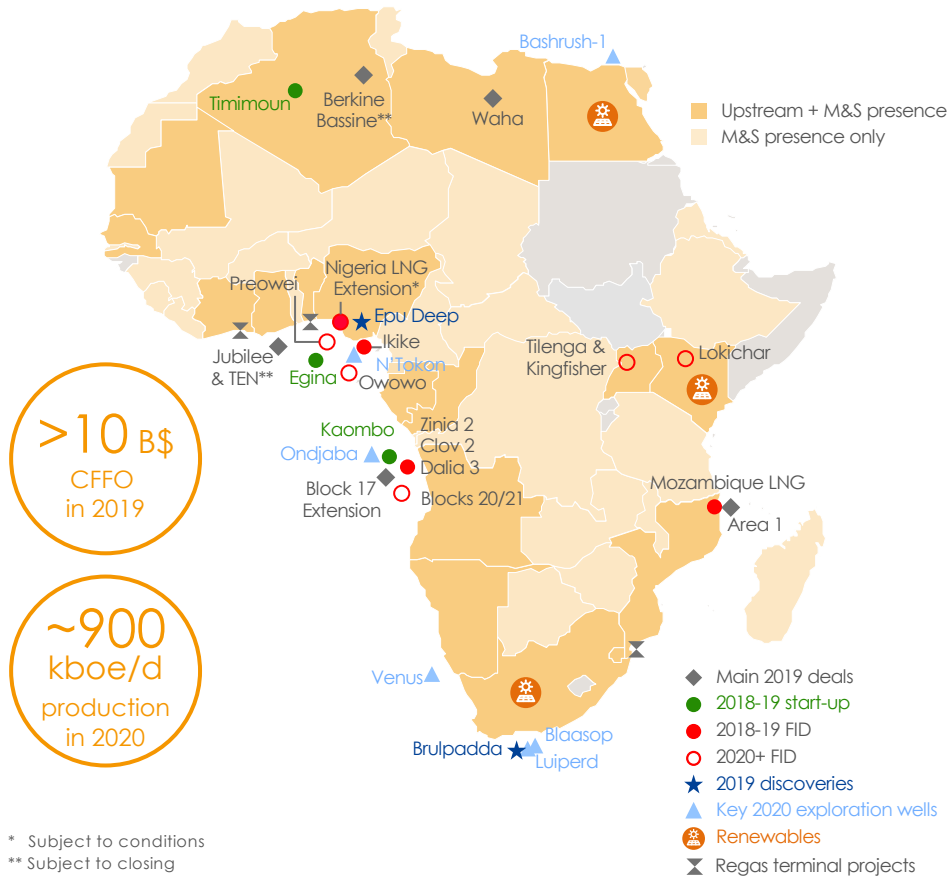 Bashrush-1
Timimoun
Berkine
Bassine**
Waha
Upstream + M&S presence
M&S presence only
Preowei
Nigeria LNG
Extension*
Epu Deep
Ikike
N'Tokon
Jubilee
& TEN**
Egina
Owowo
Tilenga &
Kingfisher
Lokichar
>10 B$
CFFO
in 2019
Kaombo
Ondjaba
Zinia 2
Clov 2
Dalia 3
Block 17
Extension
Blocks 20/21
Mozambique LNG
Area 1
~900
kboe/d
production
in 2020
Venus
Brulpadda
Blaasop
Luiperd
Main 2019 deals
2018-19 start-up
2018-19 FID
2020+ FID
2019 discoveries
Key 2020 exploration wells
Renewables
Regas terminal projects
* Subject to conditions
** Subject to closing